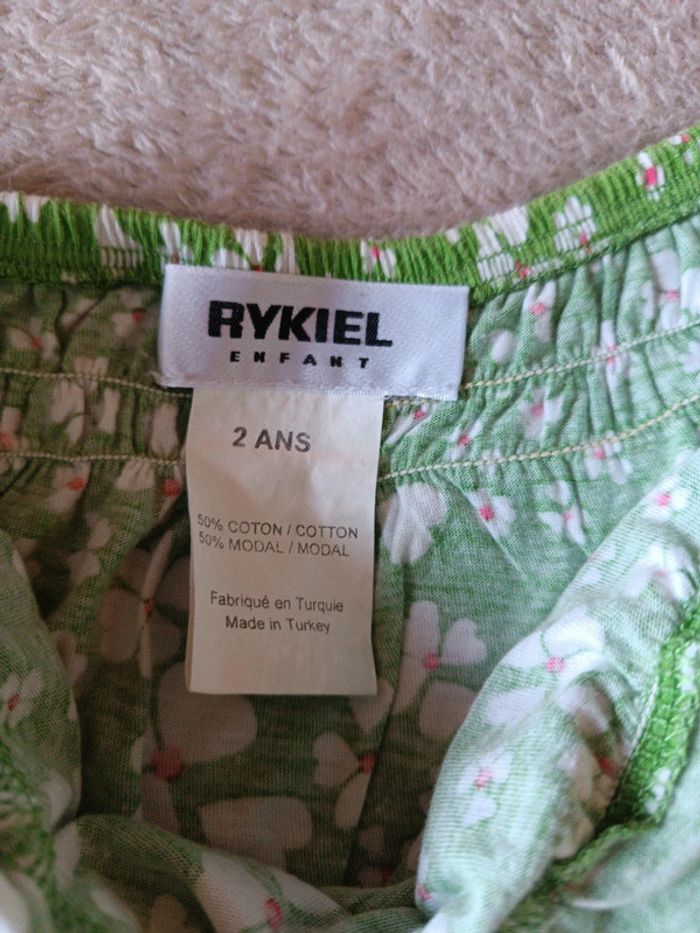 RYKIEL
ENFANT
2 ANS
50% COTON / COTTON
50% MODAL / MODAL
Fabriqué en Turquie
Made in Turkey